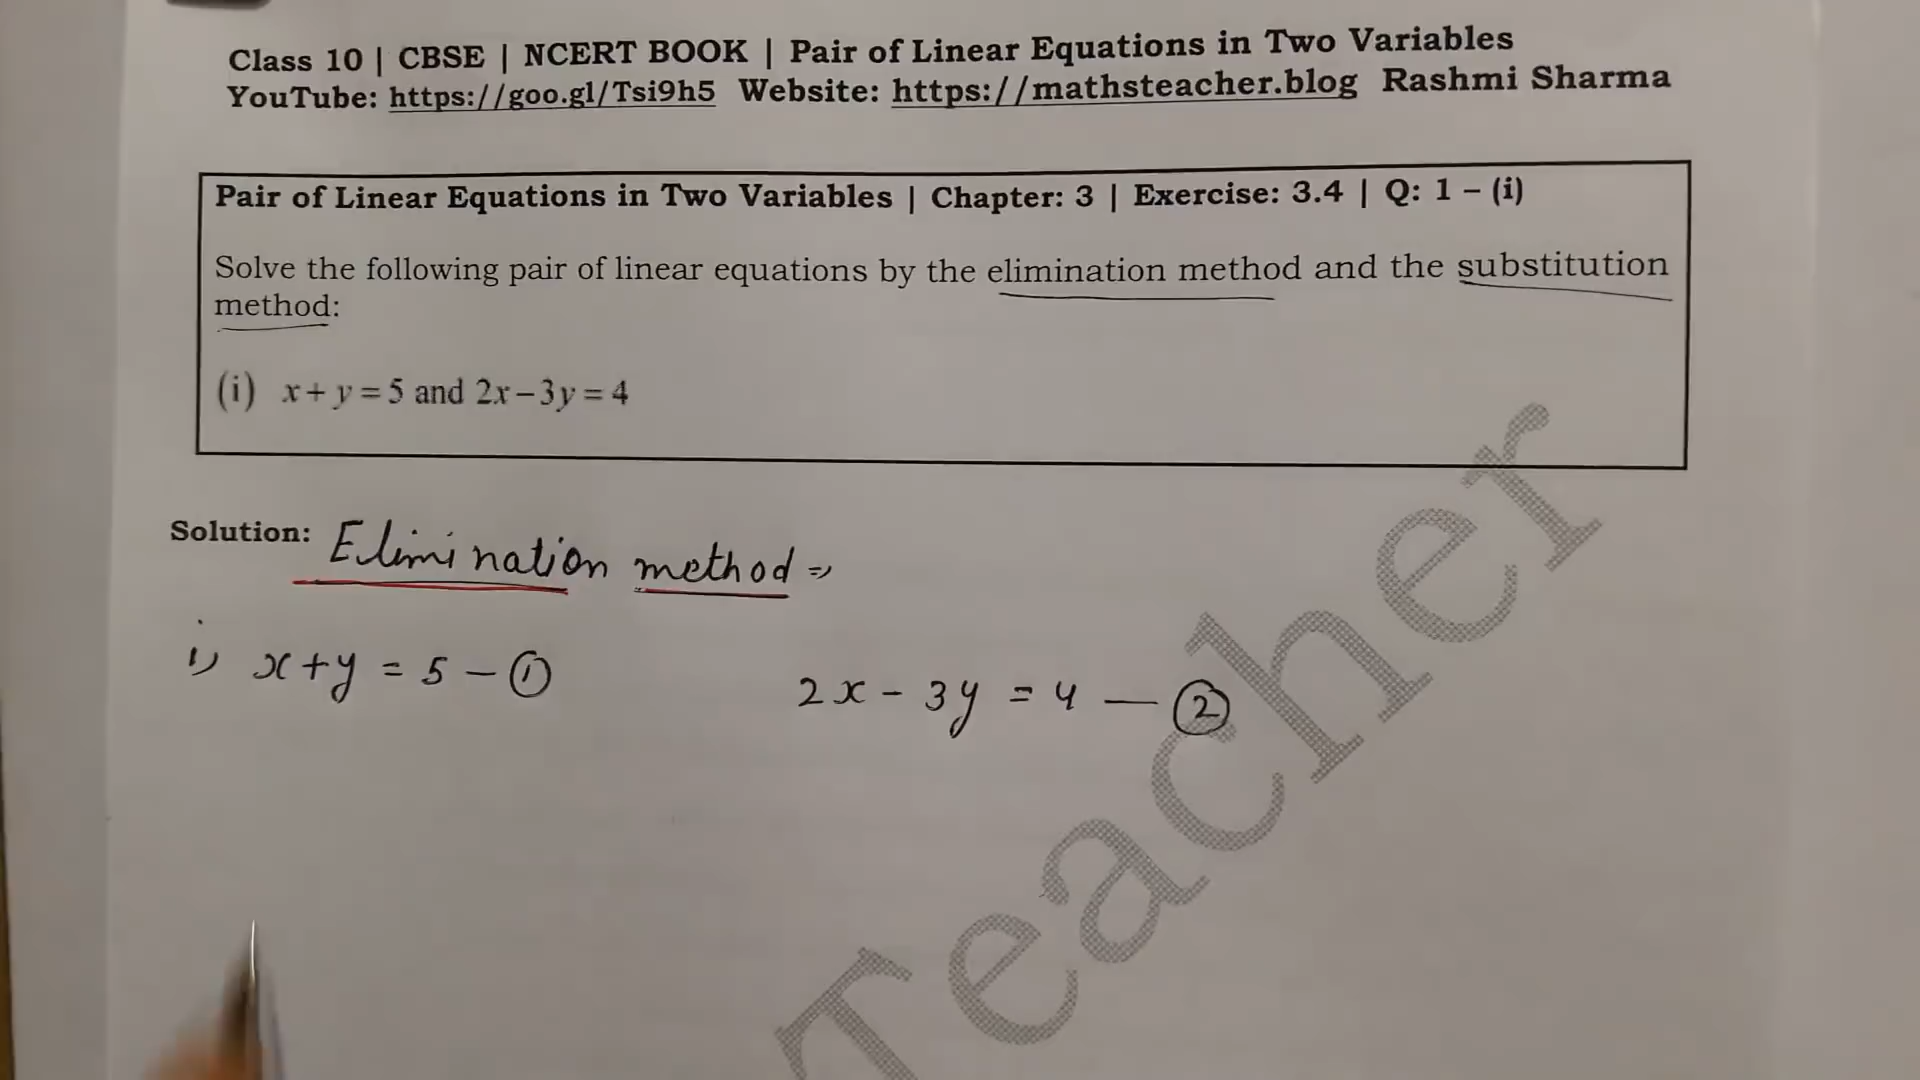 Class 10 | CBSE | NCERT BOOK | Pair of Linear Equations in Two Variables
YouTube: https://goo.gl/Tsi9h5 Website: https://mathsteacher.blog Rashmi Sharma
Pair of Linear Equations in Two Variables | Chapter: 3 | Exercise: 3.4 | Q: 1 – (i)
Solve the following pair of linear equations by the elimination method and the substitution
method:
(i) x + y = 5 and 2x – 3y = 4
Solution: Elimination method ⇒
i) x + y = 5 — ①
2x - 3y = 4 — ②
Teacher